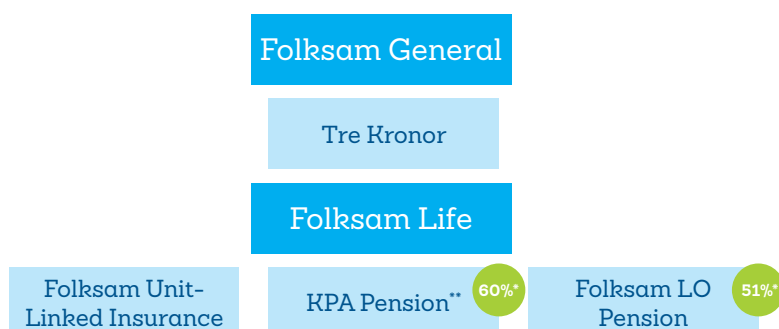 Folksam General
Tre Kronor
Folksam Life
Folksam Unit-
Linked Insurance
KPA Pension**
60%*
Folksam LO
Pension
51%*